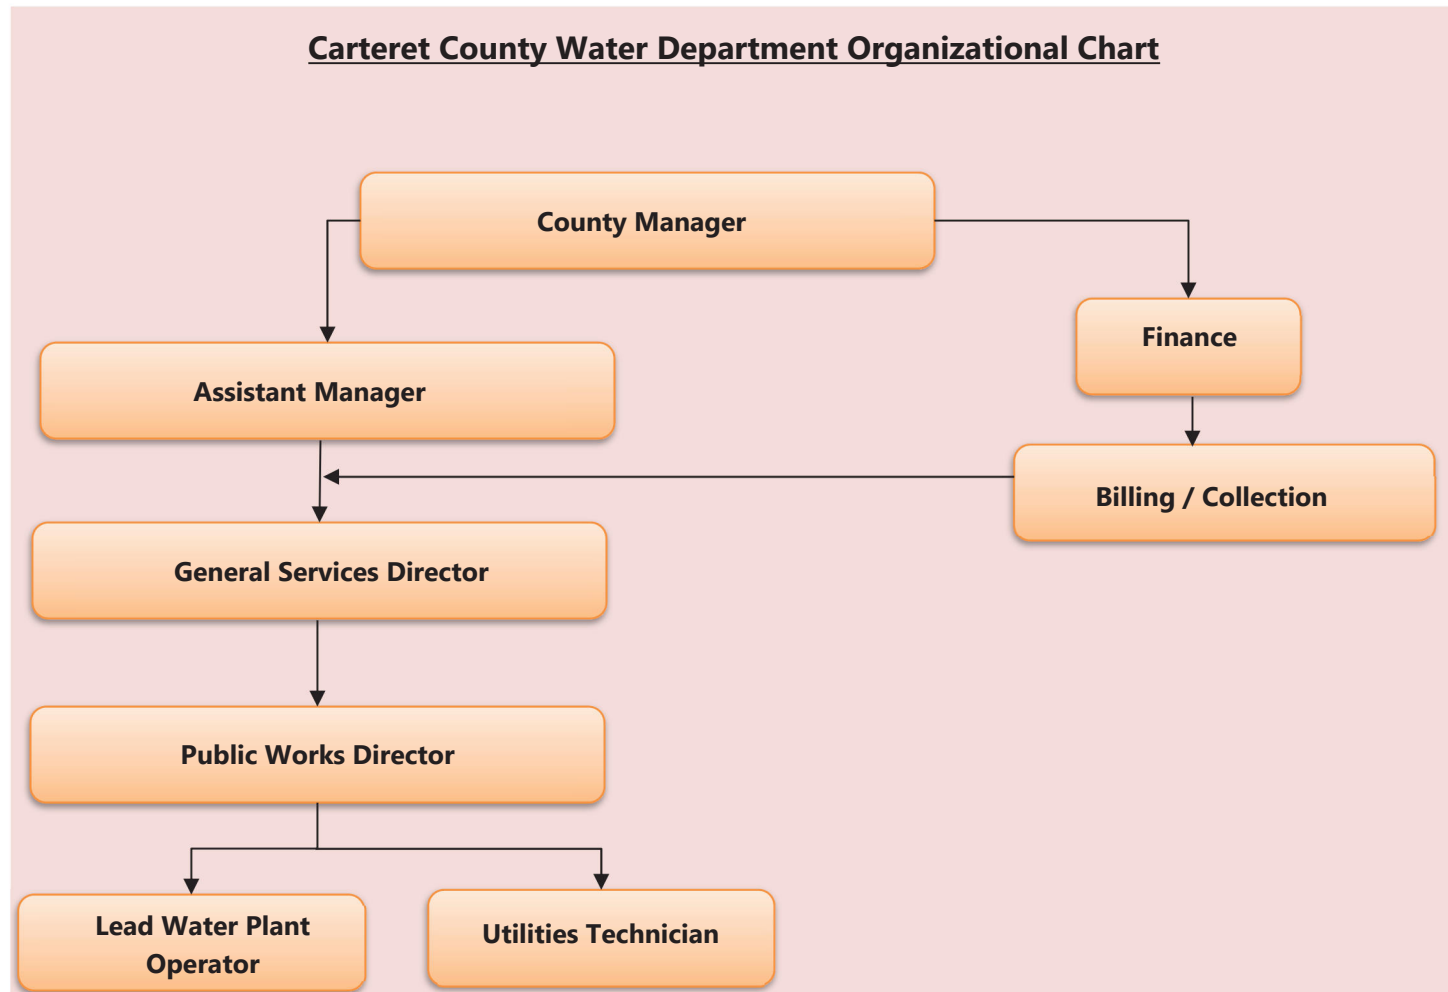 Carteret County Water Department Organizational Chart
County Manager
Finance
Assistant Manager
Billing / Collection
General Services Director
Public Works Director
Lead Water Plant
Operator
Utilities Technician